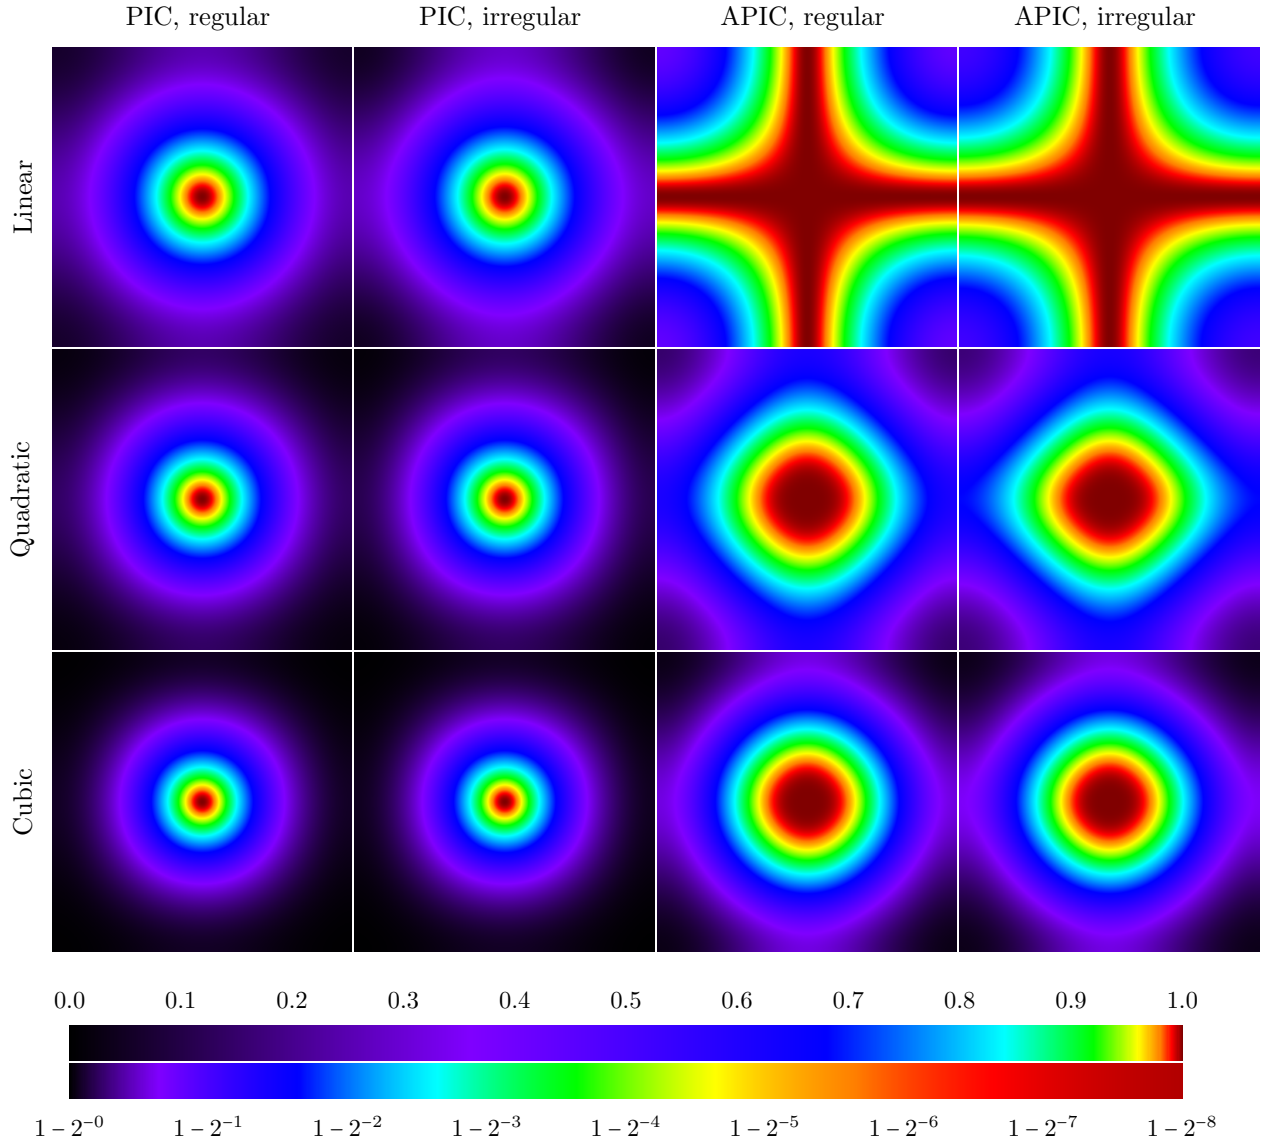 PIC, regular PIC, irregular APIC, regular APIC, irregular
Linear
Quadratic
Cubic
0.0 0.1 0.2 0.3 0.4 0.5 0.6 0.7 0.8 0.9 1.0
1 − 2⁻⁰ 1 − 2⁻¹ 1 − 2⁻² 1 − 2⁻³ 1 − 2⁻⁴ 1 − 2⁻⁵ 1 − 2⁻⁶ 1 − 2⁻⁷ 1 − 2⁻⁸